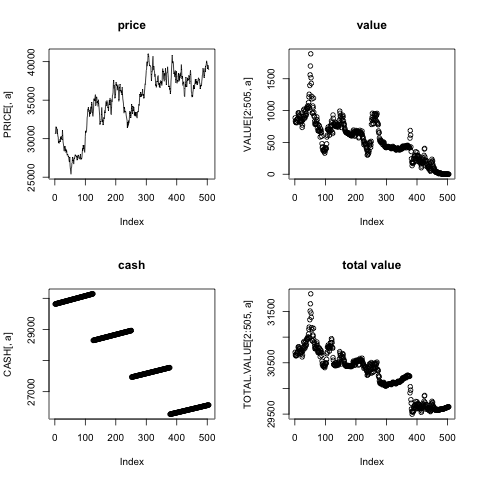 price
PRICE[, a]
25000 30000 35000 40000
0 100 200 300 400 500
Index
value
VALUE[2:505, a]
0 500 1000 1500
0 100 200 300 400 500
Index
cash
CASH[, a]
27000 29000
0 100 200 300 400 500
Index
total value
TOTAL.VALUE[2:505, a]
29500 30500 31500
0 100 200 300 400 500
Index